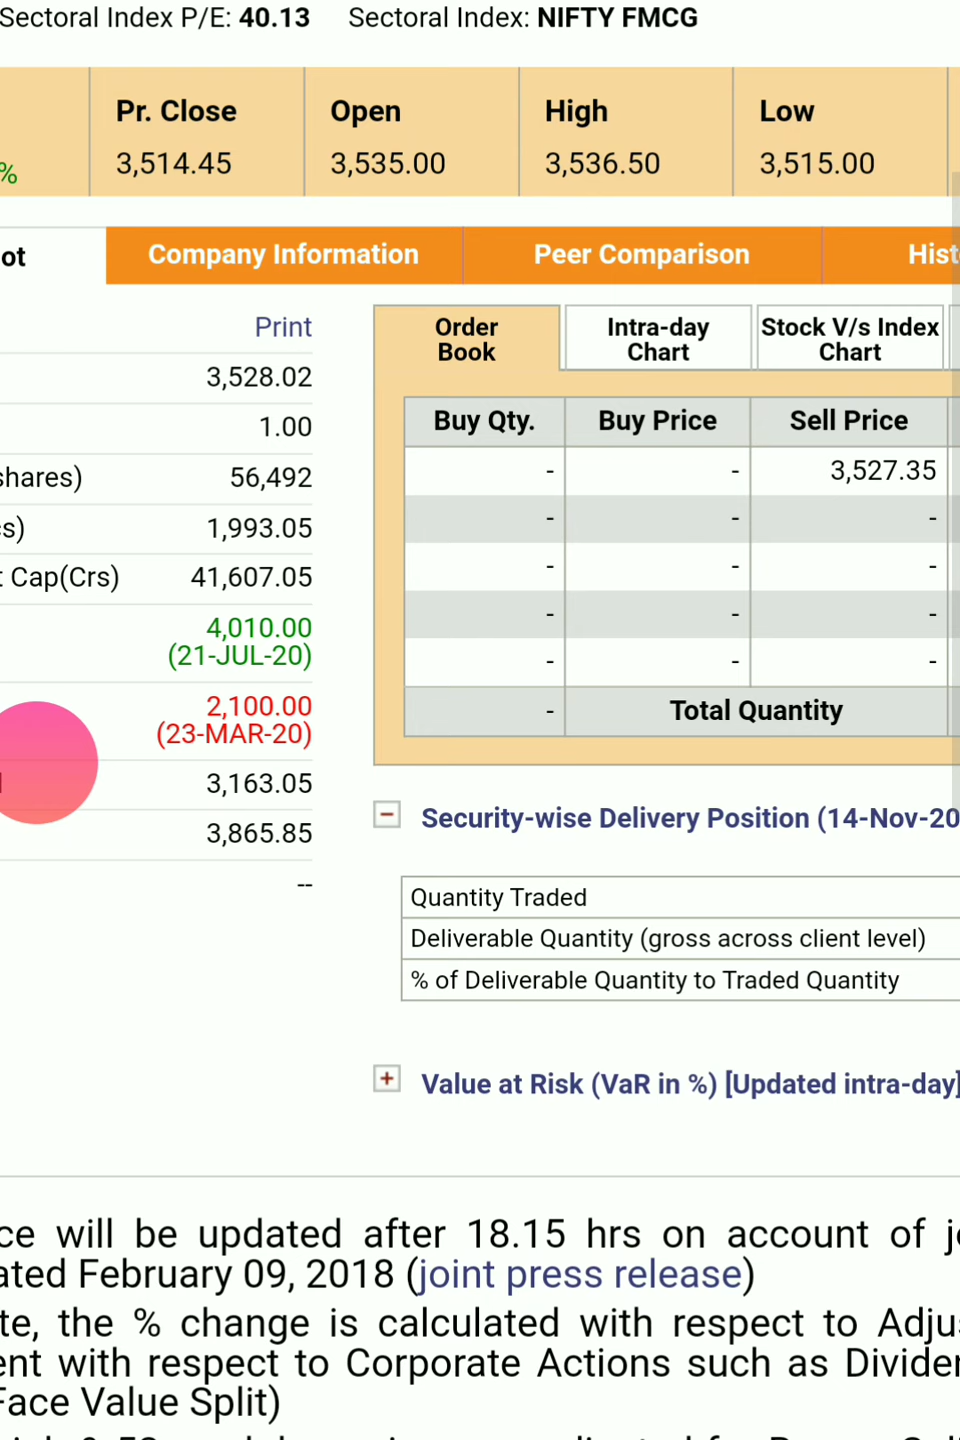 Sectoral Index P/E: 40.13 Sectoral Index: NIFTY FMCG
Pr. Close Open High Low
% 3,514.45 3,535.00 3,536.50 3,515.00
ot Company Information Peer Comparison Hist
Print
3,528.02
1.00
shares) 56,492
cs) 1,993.05
t Cap(Crs) 41,607.05
4,010.00
(21-JUL-20)
2,100.00
(23-MAR-20)
3,163.05
3,865.85
--
Order
Book
Intra-day
Chart
Stock V/s Index
Chart
Buy Qty. Buy Price Sell Price
- - 3,527.35
- - -
- - -
- - -
- - -
- Total Quantity
Security-wise Delivery Position (14-Nov-20
Quantity Traded
Deliverable Quantity (gross across client level)
% of Deliverable Quantity to Traded Quantity
Value at Risk (VaR in %) [Updated intra-day]
ce will be updated after 18.15 hrs on account of jo
ated February 09, 2018 (joint press release)
te, the % change is calculated with respect to Adjus
ent with respect to Corporate Actions such as Dividen
Face Value Split)